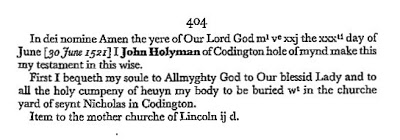 404
In dei nomine Amen the yere of Our Lord God mˡ vᶜ xxj the xxxᵗⁱ day of
June [30 June 1521] I John Holyman of Codington hole of mynd make this
my testament in this wise.
First I bequeth my soule to Allmyghty God to Our blessid Lady and to
all the holy cumpeny of heuyn my body to be buried wᵗ in the churche
yard of seynt Nicholas in Codington.
Item to the mother churche of Lincoln ij d.